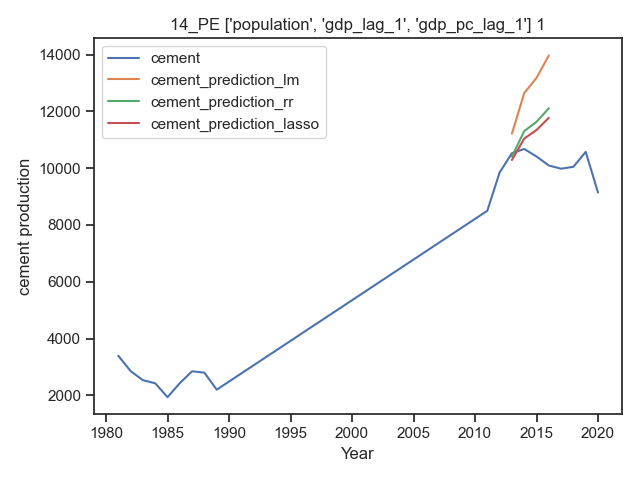 14_PE ['population', 'gdp_lag_1', 'gdp_pc_lag_1'] 1
cement
cement_prediction_lm
cement_prediction_rr
cement_prediction_lasso
cement production
14000
12000
10000
8000
6000
4000
2000
1980 1985 1990 1995 2000 2005 2010 2015 2020
Year